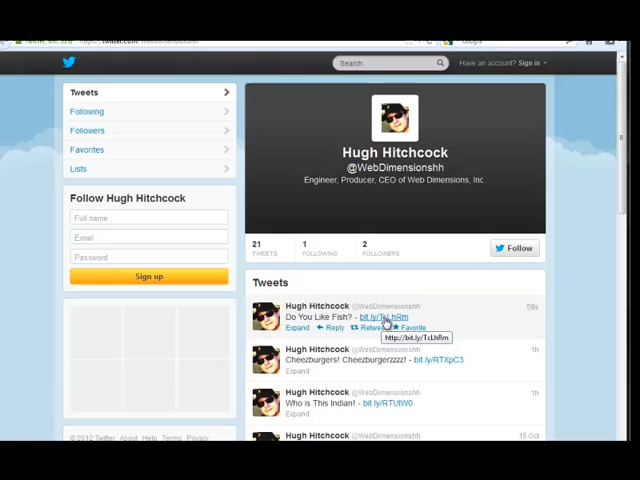 Search
Have an account? Sign in
Tweets
Following
Followers
Favorites
Lists
Follow Hugh Hitchcock
Full name
Email
Password
Sign up
© 2012 Twitter About Help Terms Privacy
Hugh Hitchcock
@WebDimensionshh
Engineer, Producer, CEO of Web Dimensions, Inc.
21 TWEETS
1 FOLLOWING
2 FOLLOWERS
Follow
Tweets
Hugh Hitchcock @WebDimensionshh 59s
Do You Like Fish? - bit.ly/TcLhRm
Expand Reply Retweet Favorite
http://bit.ly/TcLhRm
Hugh Hitchcock @WebDimensionshh 1h
Cheezburgers! Cheezburgerzzzz! - bit.ly/RTXpC3
Expand
Hugh Hitchcock @WebDimensionshh 1h
Who is This Indian! - bit.ly/RTUtW0
Expand
Hugh Hitchcock @WebDimensionshh 15 Oct